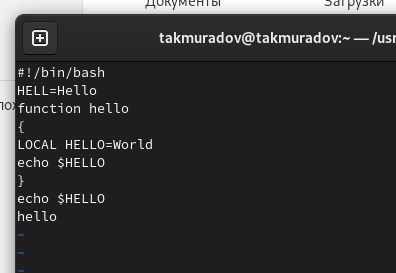 Документы Загрузки
takmuradov@takmuradov:~ — /usr
#!/bin/bash
HELL=Hello
function hello
{
LOCAL HELLO=World
echo $HELLO
}
echo $HELLO
hello
~
~
~